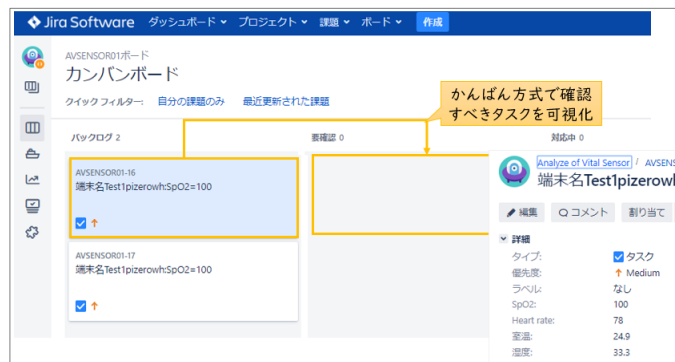 Jira Software ダッシュボード プロジェクト 課題 ボード 作成
AVSENSOR01ボード
カンバンボード
クイックフィルター: 自分の課題のみ 最近更新された課題
かんばん方式で確認
すべきタスクを可視化
バックログ 2
要確認 0
対応中 0
AVSENSOR01-16
端末名Test1pizerowh:SpO2=100
AVSENSOR01-17
端末名Test1pizerowh:SpO2=100
Analyze of Vital Sensor / AVSENS
端末名Test1pizerowh
編集 コメント 割り当て
詳細
タイプ: タスク
優先度: Medium
ラベル: なし
SpO2: 100
Heart rate: 78
室温: 24.9
湿度: 33.3